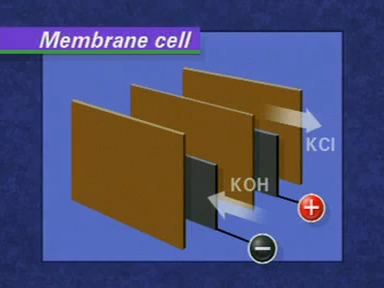 Membrane cell
KCl
KOH
+
−